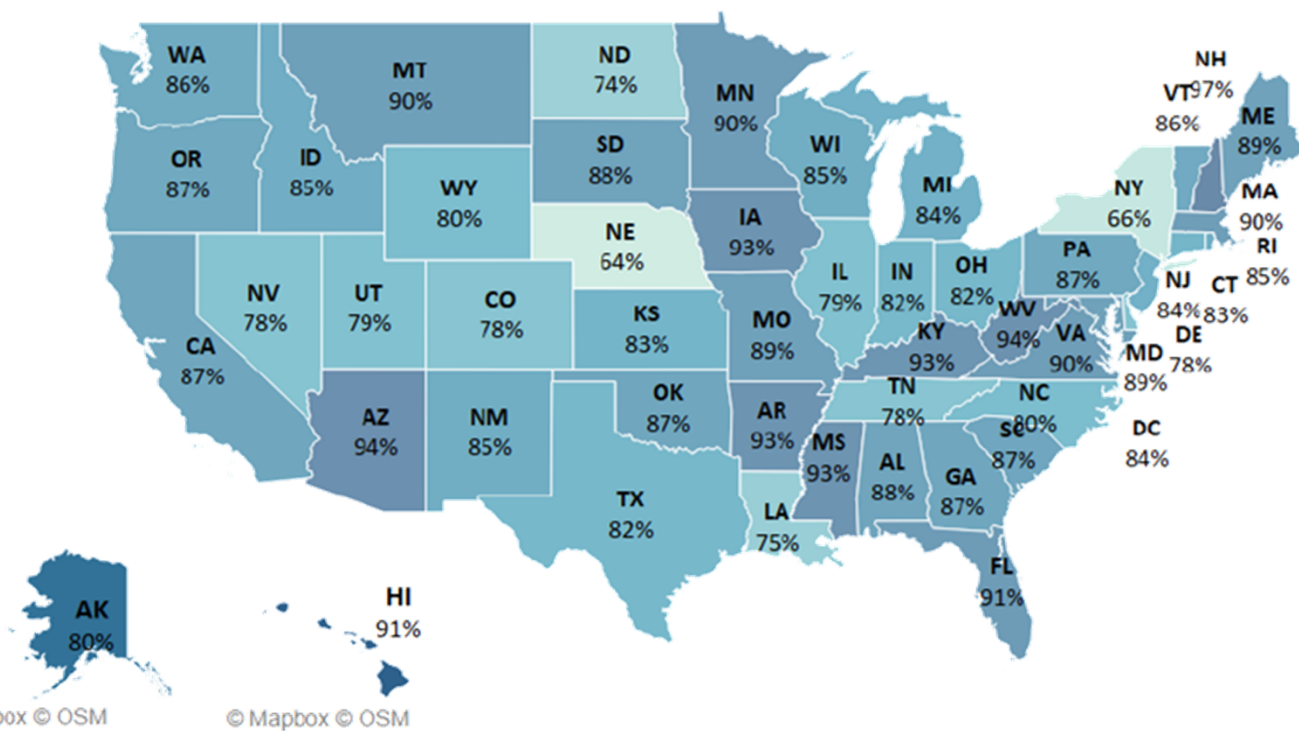 WA
86%
MT
90%
ND
74%
MN
90%
NH
97%
VT
86%
ME
89%
OR
87%
ID
85%
WY
80%
SD
88%
WI
85%
MI
84%
NY
66%
MA
90%
RI
85%
NE
64%
IA
93%
PA
87%
NJ
84%
CT
83%
NV
78%
UT
79%
CO
78%
KS
83%
MO
89%
IL
79%
IN
82%
OH
82%
WV
94%
VA
90%
KY
93%
DE
78%
MD
89%
CA
87%
AZ
94%
NM
85%
OK
87%
AR
93%
TN
78%
NC
80%
SC
87%
DC
84%
MS
93%
AL
88%
GA
87%
TX
82%
LA
75%
FL
91%
AK
80%
HI
91%
box © OSM
© Mapbox © OSM